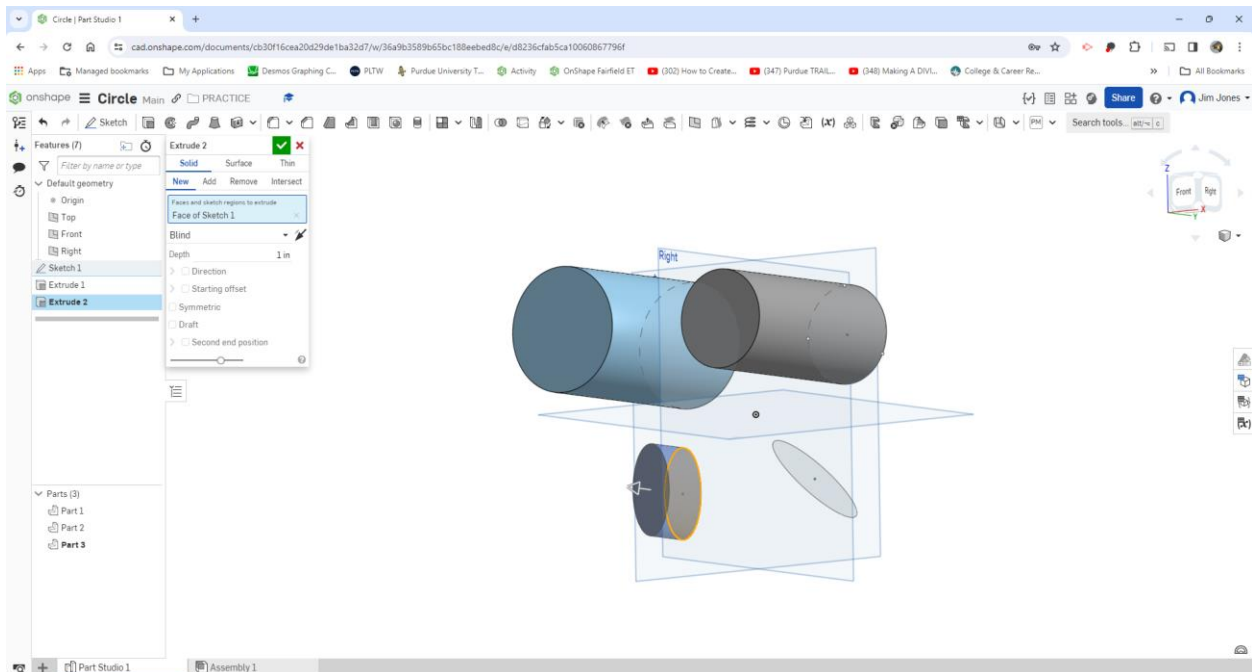 Circle | Part Studio 1
cad.onshape.com/documents/cb30f16cea20d29de1ba32d7/w/36a9b3589b65bc188eebed8c/e/d8236cfab5ca10060867796f
Apps Managed bookmarks My Applications Desmos Graphing C... PLTW Purdue University T... Activity OnShape Fairfield ET (302) How to Create... (347) Purdue TRAIL... (348) Making A DIVI... College & Career Re... » All Bookmarks
onshape Circle Main PRACTICE Share Jim Jones
Sketch Search tools... alt/⌥ c
Features (7)
Filter by name or type
Default geometry
Origin
Top
Front
Right
Sketch 1
Extrude 1
Extrude 2
Extrude 2
Solid Surface Thin
New Add Remove Intersect
Faces and sketch regions to extrude
Face of Sketch 1
Blind
Depth 1 in
Direction
Starting offset
Symmetric
Draft
Second end position
Right
Z
Front Right
X
Y
Parts (3)
Part 1
Part 2
Part 3
Part Studio 1 Assembly 1